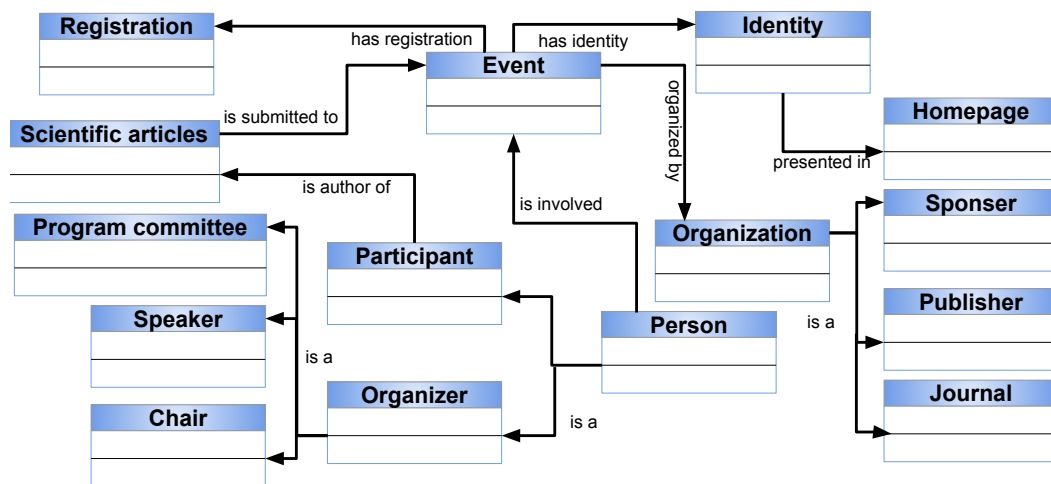 Registration
Identity
has registration
has identity
Event
is submitted to
organized by
Homepage
Scientific articles
presented in
is author of
is involved
Sponser
Program committee
Organization
Participant
Publisher
Speaker
Person
is a
is a
Organizer
Journal
Chair
is a